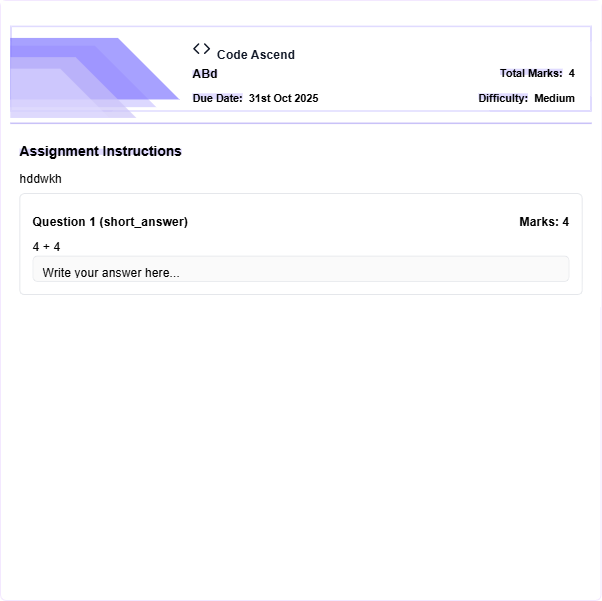 <> Code Ascend
ABd
Total Marks: 4
Due Date: 31st Oct 2025
Difficulty: Medium
Assignment Instructions
hddwkh
Question 1 (short_answer)
Marks: 4
4 + 4
Write your answer here...